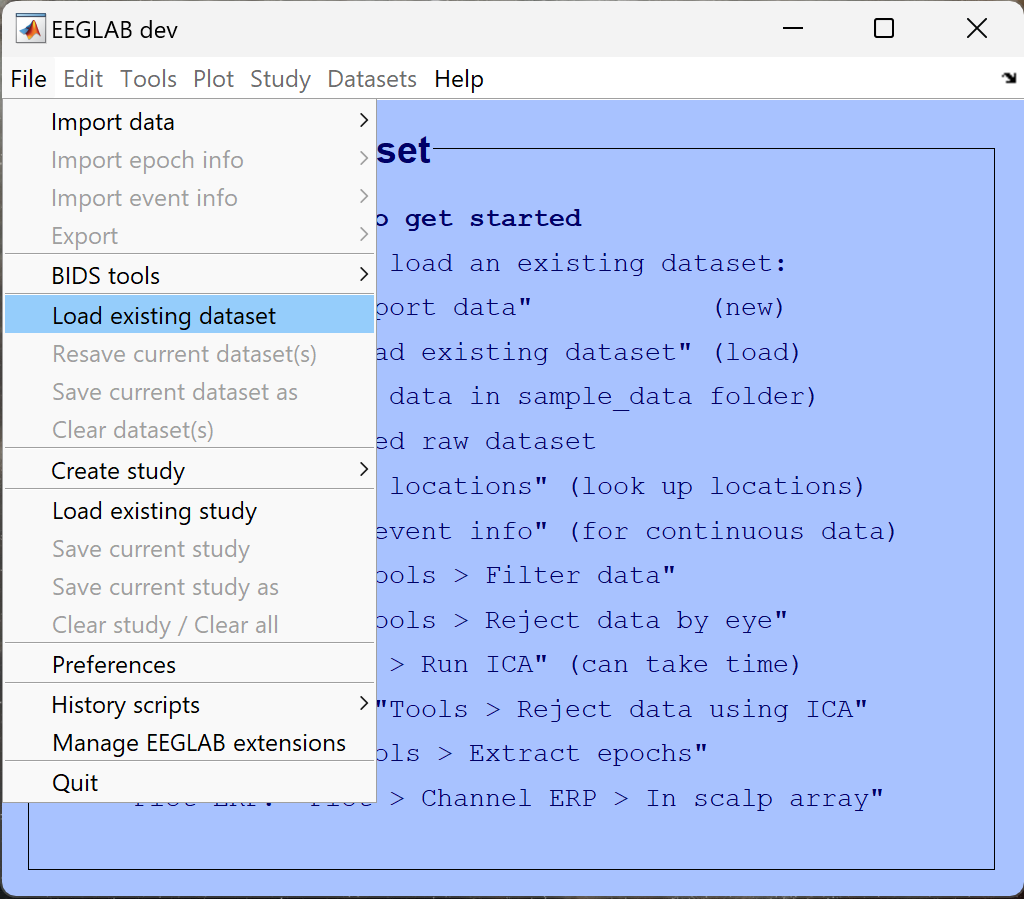 EEGLAB dev
File Edit Tools Plot Study Datasets Help
Import data
Import epoch info
Import event info
Export
BIDS tools
Load existing dataset
Resave current dataset(s)
Save current dataset as
Clear dataset(s)
Create study
Load existing study
Save current study
Save current study as
Clear study / Clear all
Preferences
History scripts
Manage EEGLAB extensions
Quit
set
o get started
load an existing dataset:
port data" (new)
ad existing dataset" (load)
data in sample_data folder)
ed raw dataset
locations" (look up locations)
event info" (for continuous data)
ools > Filter data"
ools > Reject data by eye"
> Run ICA" (can take time)
"Tools > Reject data using ICA"
ols > Extract epochs"
> Channel ERP > In scalp array"